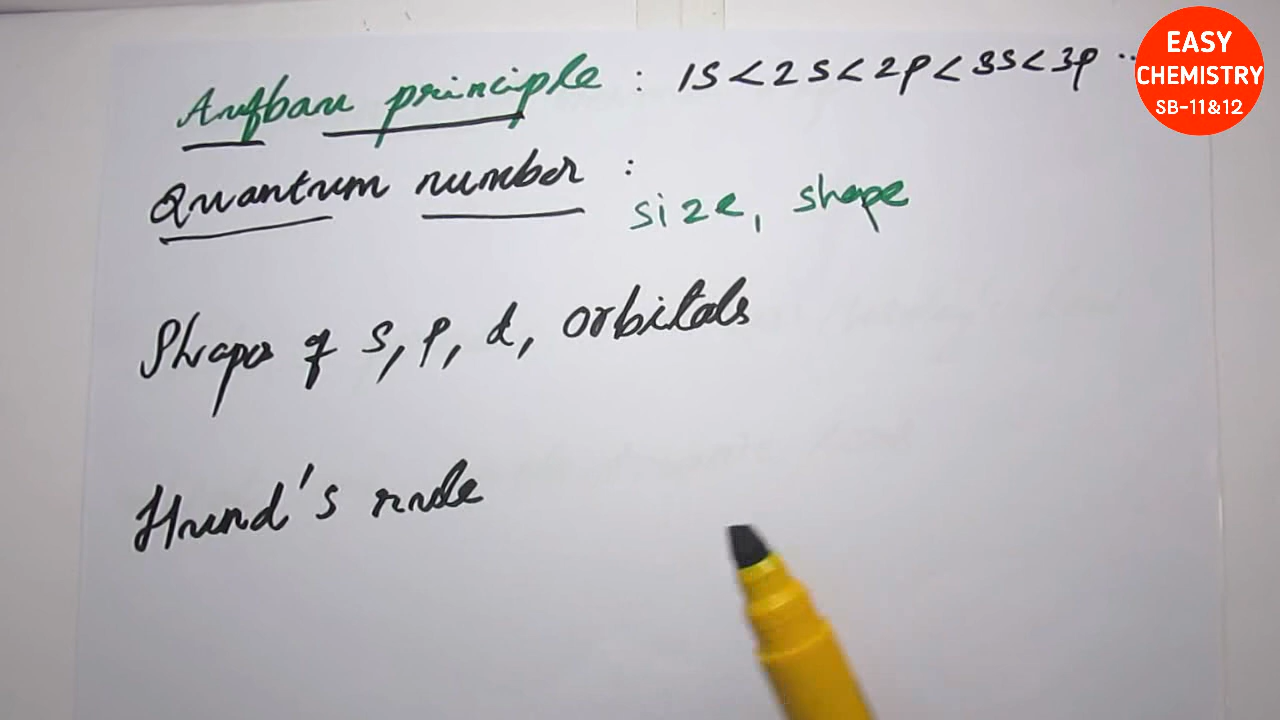 Aufbau principle : 1S < 2S < 2P < 3S < 3P ...
EASY
CHEMISTRY
SB-11&12
Quantum number :
size, shape
Shapes of s, p, d, orbitals
Hund's rule